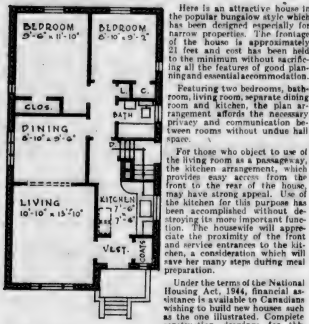 BEDROOM
9'-6" x 11'-10"
BEDROOM
8'-10" x 9'-2"
L.
C.
CLOS.
BATH
DINING
8'-10" x 9'-6"
D.
LIVING
10'-10" x 15'-10"
KITCHEN
7'-6"
VEST.
COATS
Here is an attractive house in
the popular bungalow style which
has been designed especially for
narrow properties. The frontage
of the house is approximately
21 feet and cost has been held
to the minimum without sacrific-
ing all the features of good plan-
ning and essential accommodation.
Featuring two bedrooms, bath-
room, living room, separate dining
room and kitchen, the plan ar-
rangement affords the necessary
privacy and communication be-
tween rooms without undue hall
space.
For those who object to use of
the living room as a passageway,
the kitchen arrangement, which
provides easy access from the
front to the rear of the house,
may have strong appeal. Use of
the kitchen for this purpose has
been accomplished without de-
stroying its more important func-
tion. The housewife will appre-
ciate the proximity of the front
and service entrances to the kit-
chen, a consideration which will
save her many steps during meal
preparation.
Under the terms of the National
Housing Act, 1944, financial as-
sistance is available to Canadians
wishing to build new houses such
as the one illustrated. Complete